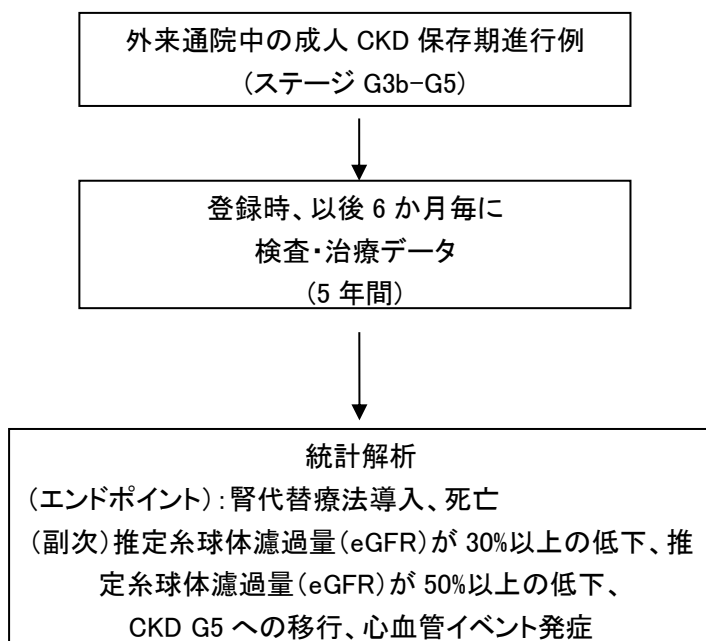 外来通院中の成人 CKD 保存期進行例
(ステージ G3b-G5)
登録時、以後 6 か月毎に
検査・治療データ
(5 年間)
統計解析
(エンドポイント):腎代替療法導入、死亡
(副次)推定糸球体濾過量(eGFR)が 30%以上の低下、推
定糸球体濾過量(eGFR)が 50%以上の低下、
CKD G5 への移行、心血管イベント発症